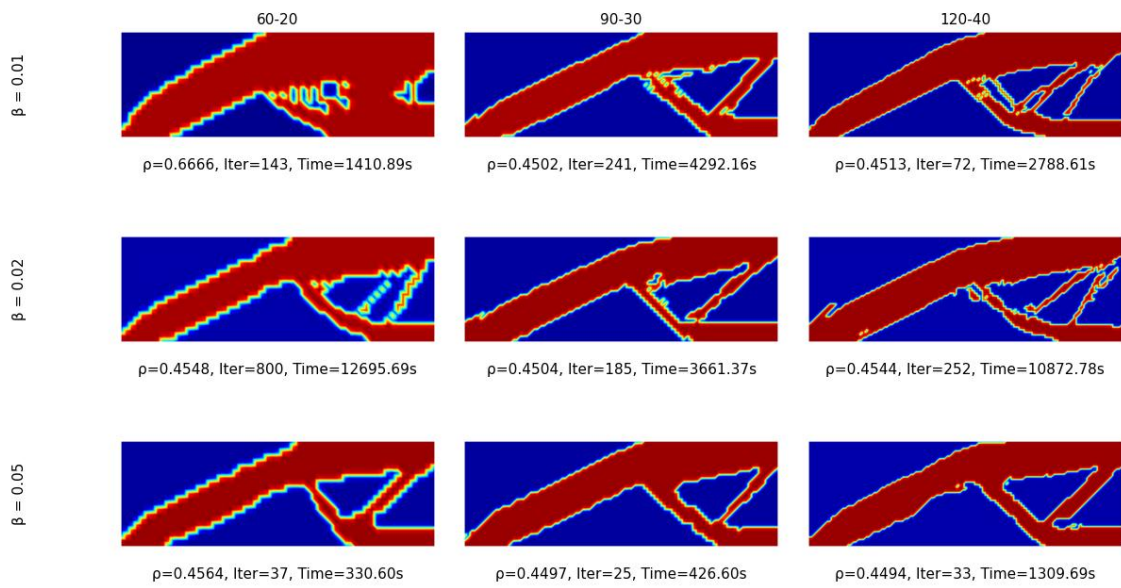 60-20 90-30 120-40
β = 0.01
ρ=0.6666, Iter=143, Time=1410.89s ρ=0.4502, Iter=241, Time=4292.16s ρ=0.4513, Iter=72, Time=2788.61s
β = 0.02
ρ=0.4548, Iter=800, Time=12695.69s ρ=0.4504, Iter=185, Time=3661.37s ρ=0.4544, Iter=252, Time=10872.78s
β = 0.05
ρ=0.4564, Iter=37, Time=330.60s ρ=0.4497, Iter=25, Time=426.60s ρ=0.4494, Iter=33, Time=1309.69s